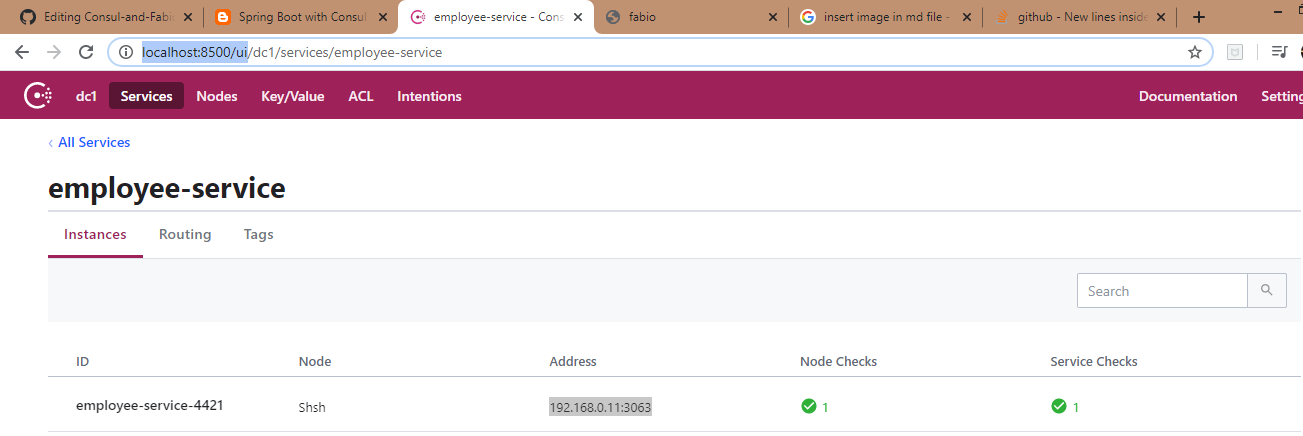 Editing Consul-and-Fabi
Spring Boot with Consul
employee-service - Cons
fabio
insert image in md file -
github - New lines inside
localhost:8500/ui/dc1/services/employee-service
dc1 Services Nodes Key/Value ACL Intentions Documentation Setting
‹ All Services
employee-service
Instances Routing Tags
Search
ID Node Address Node Checks Service Checks
employee-service-4421 Shsh 192.168.0.11:3063 1 1